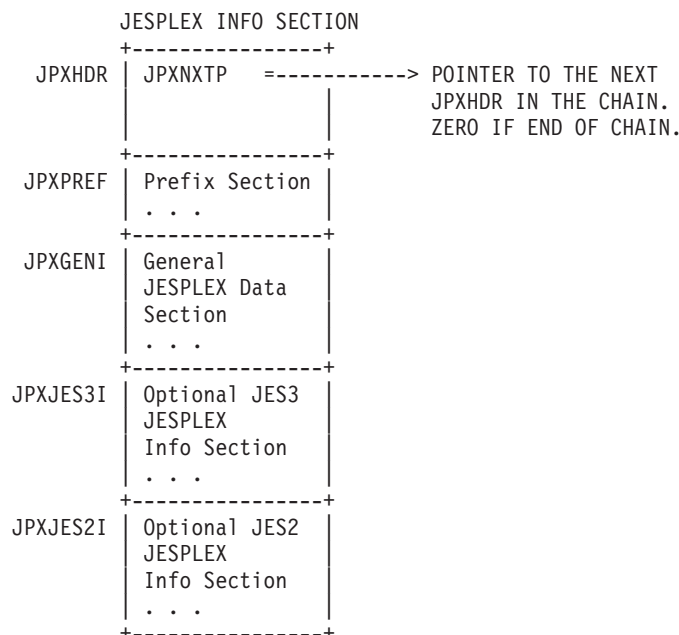 JESPLEX INFO SECTION
+----------------+
JPXHDR | JPXNXTP =-----------> POINTER TO THE NEXT
| | JPXHDR IN THE CHAIN.
| | ZERO IF END OF CHAIN.
+----------------+
JPXPREF | Prefix Section |
| . . . |
+----------------+
JPXGENI | General |
| JESPLEX Data |
| Section |
| . . . |
+----------------+
JPXJES3I | Optional JES3 |
| JESPLEX |
| Info Section |
| . . . |
+----------------+
JPXJES2I | Optional JES2 |
| JESPLEX |
| Info Section |
| . . . |
+----------------+